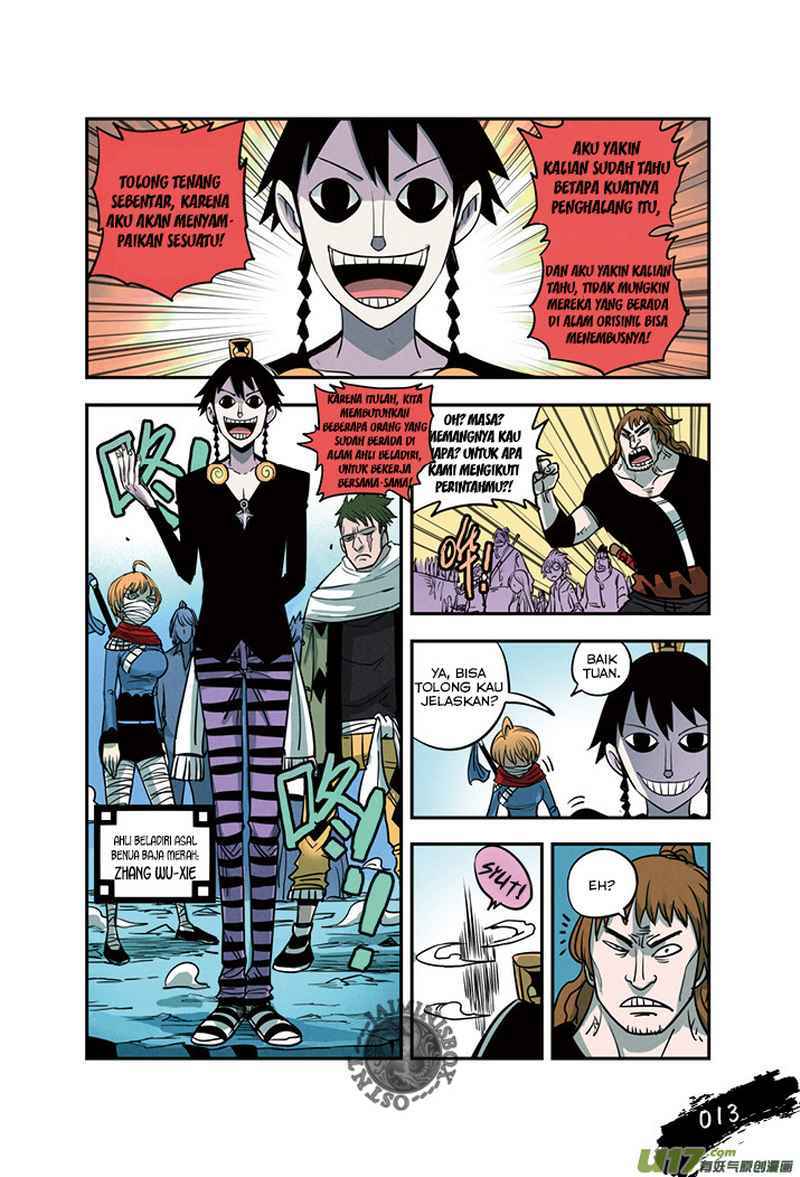 TOLONG TENANG
SEBENTAR, KARENA
AKU AKAN MENYAM-
PAIKAN SESUATU!
AKU YAKIN
KALIAN SUDAH TAHU
BETAPA KUATNYA
PENGHALANG ITU,
DAN AKU YAKIN KALIAN
TAHU, TIDAK MUNGKIN
MEREKA YANG BERADA
DI ALAM ORISINIL BISA
MENEMBUSNYA!
KARENA ITULAH, KITA
MEMBUTUHKAN
BEBERAPA ORANG YANG
SUDAH BERADA DI
ALAM AHLI BELADIRI,
UNTUK BEKERJA
BERSAMA-SAMA!
AHLI BELADIRI ASAL
BENUA BAJA MERAH:
ZHANG WU-XIE
OH? MASA?
MEMANGNYA KAU
UNTUK APA
KAMI MENGIKUTI
PERINTAHMU?!
YA, BISA
TOLONG KAU
JELASKAN?
BAIK
TUAN.
SYUT!
EH?
JAIMINISBOX
013
U17.com
有妖气原创漫画